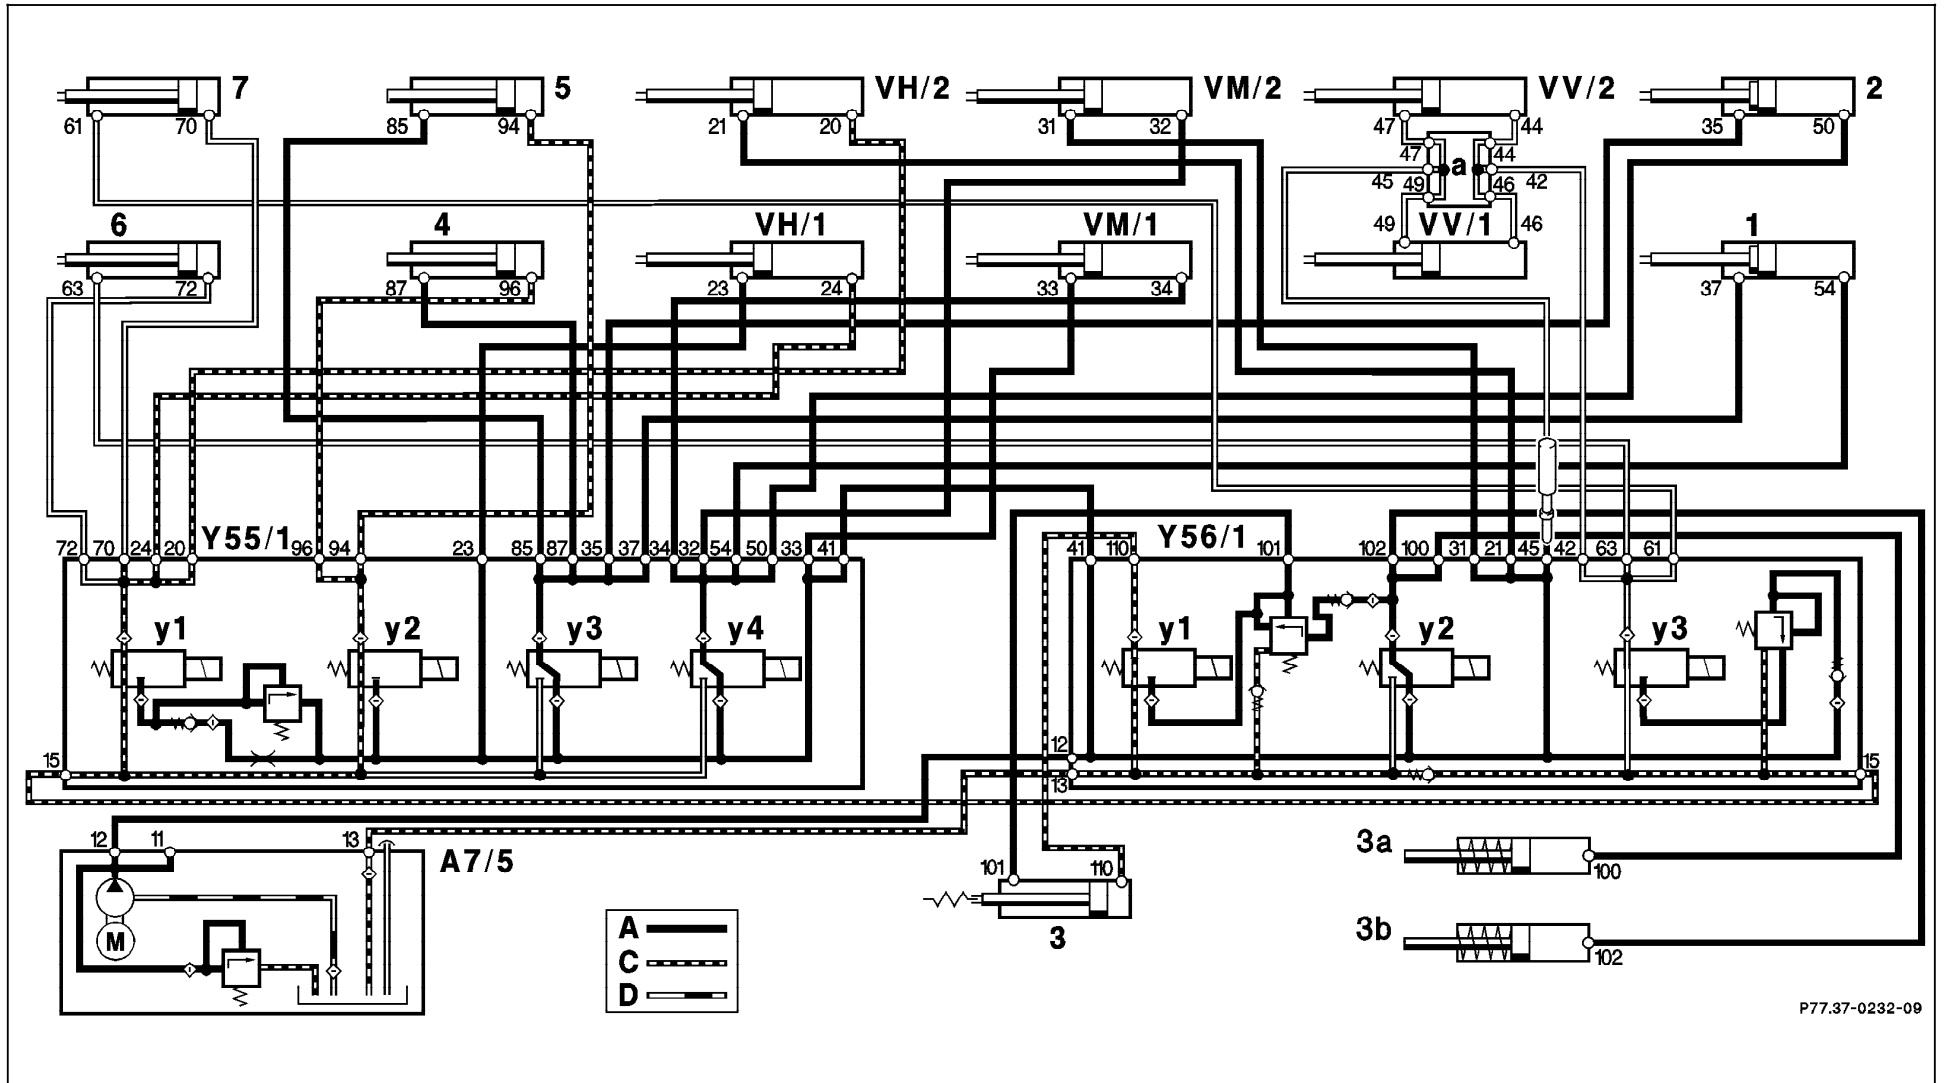 7 5 VH/2 VM/2 VV/2 2
61 70 85 94 21 20 31 32 47 44 35 50
47 44
a
45 49 46 42
6 4 VH/1 VM/1 49 VV/1 46 1
63 72 87 96 23 24 33 34 37 54
72 70 24 20 Y55/1 96 94 23 85 87 35 37 34 32 54 50 33 41
41 110 Y56/1 101 102 100 31 21 45 42 63 61
y1 y2 y3 y4 y1 y2 y3
15 12 13 15
12 11 13 A7/5
M
101 110
3
3a 100
3b 102
A
C
D
P77.37-0232-09